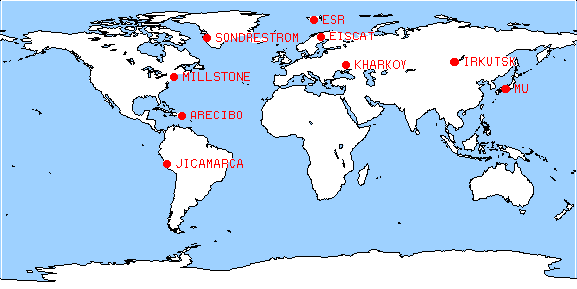 ESR
SONDRESTROM
EISCAT
KHARKOV
IRKUTSK
MILLSTONE
MU
ARECIBO
JICAMARCA